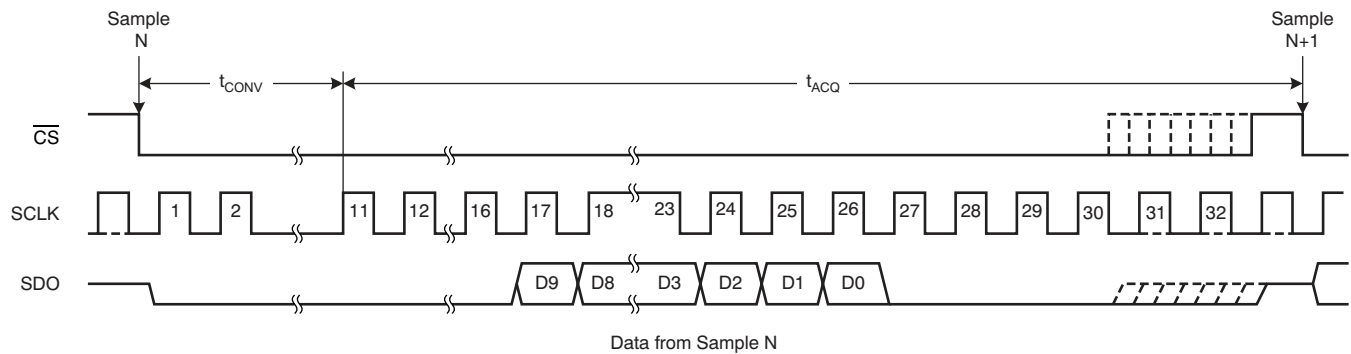 Sample
N
Sample
N+1
tCONV
tACQ
CS
SCLK
1
2
11
12
16
17
18
23
24
25
26
27
28
29
30
31
32
SDO
D9
D8
D3
D2
D1
D0
Data from Sample N